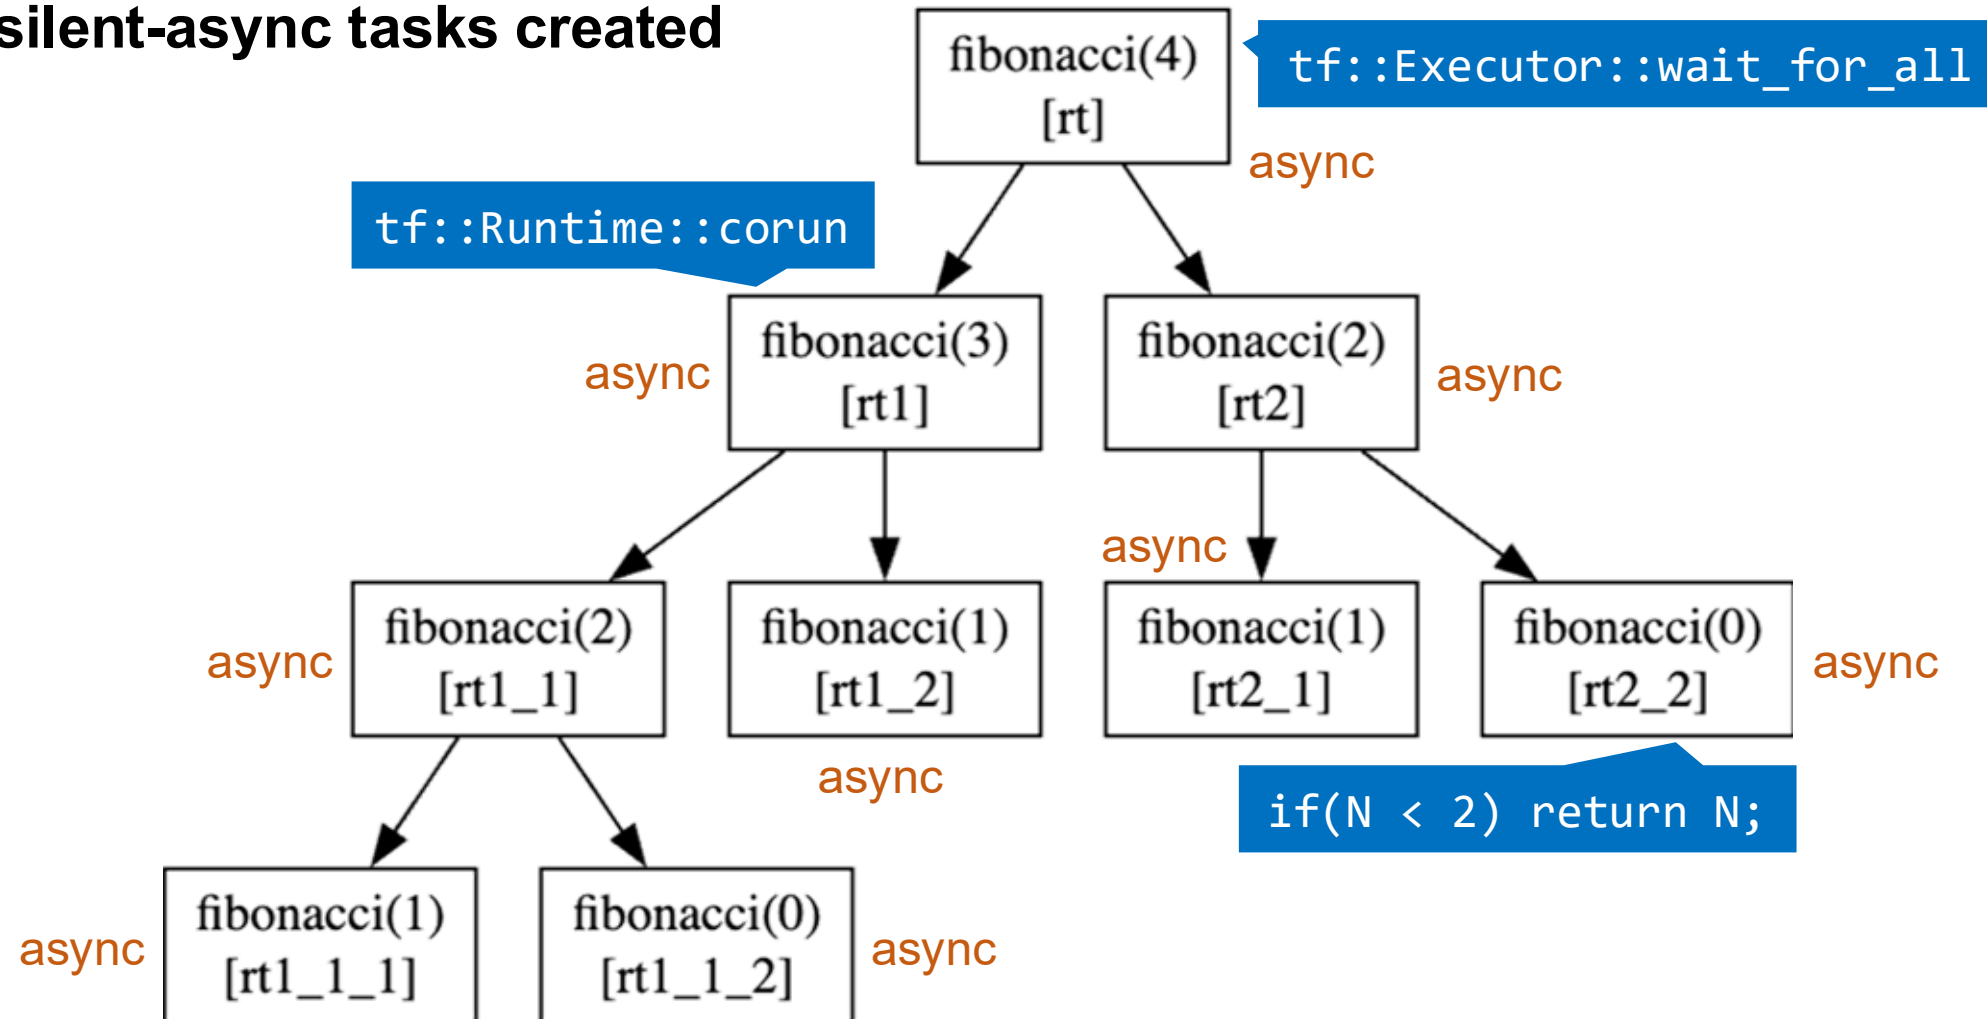 silent-async tasks created
fibonacci(4)
[rt]
tf::Executor::wait_for_all
async
tf::Runtime::corun
fibonacci(3)
[rt1]
async
fibonacci(2)
[rt2]
async
async
fibonacci(2)
[rt1_1]
async
fibonacci(1)
[rt1_2]
async
fibonacci(1)
[rt2_1]
fibonacci(0)
[rt2_2]
async
if(N < 2) return N;
fibonacci(1)
[rt1_1_1]
async
fibonacci(0)
[rt1_1_2]
async